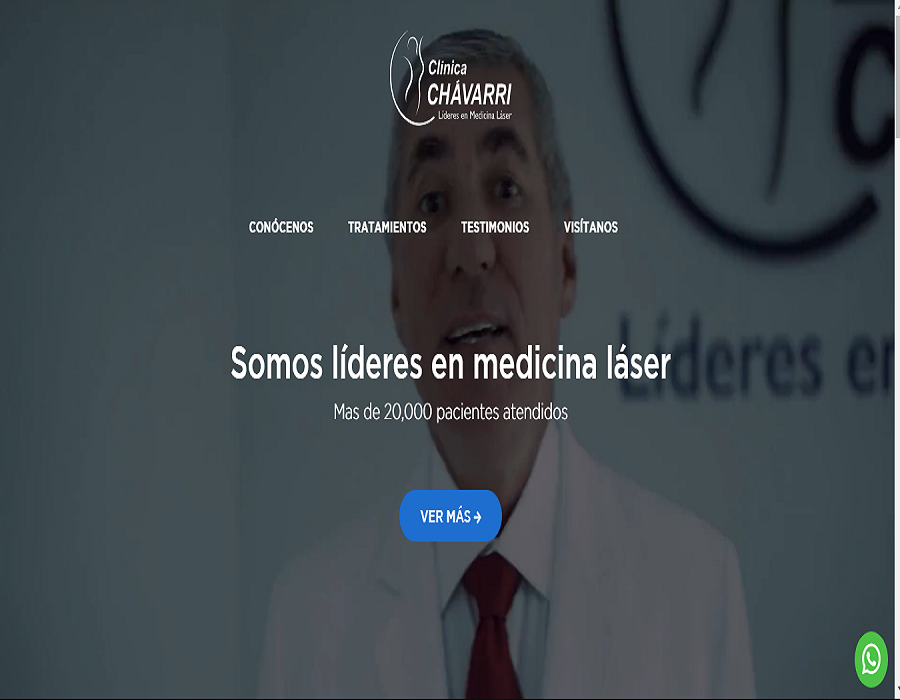 Clinica
CHÁVARRI
Líderes en Medicina Láser
CONÓCENOS TRATAMIENTOS TESTIMONIOS VISÍTANOS
Somos líderes en medicina láser
Líderes en
Mas de 20,000 pacientes atendidos
VER MÁS →